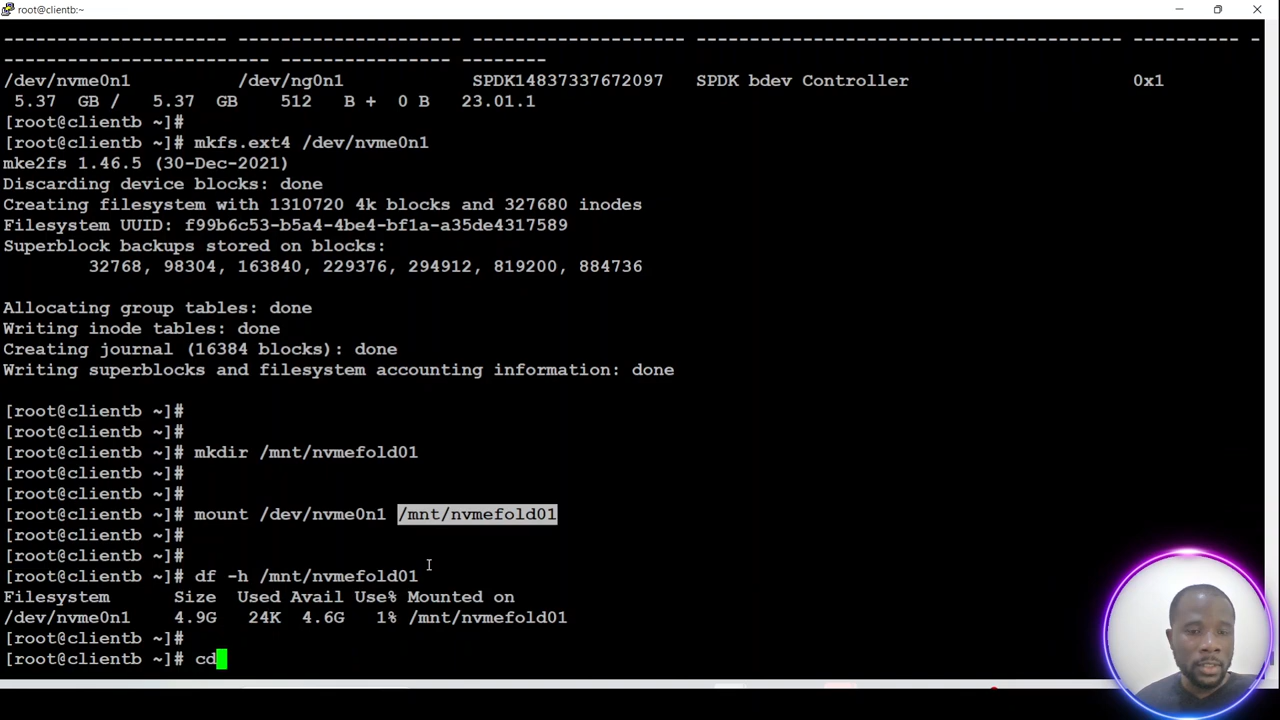 root@clientb:~
--------------------- --------------------- -------------------- ---------------------------------------- ---------- -
------------------------- ---------------- --------
/dev/nvme0n1 /dev/ng0n1 SPDK14837337672097 SPDK bdev Controller 0x1
5.37 GB / 5.37 GB 512 B + 0 B 23.01.1
[root@clientb ~]#
[root@clientb ~]# mkfs.ext4 /dev/nvme0n1
mke2fs 1.46.5 (30-Dec-2021)
Discarding device blocks: done
Creating filesystem with 1310720 4k blocks and 327680 inodes
Filesystem UUID: f99b6c53-b5a4-4be4-bf1a-a35de4317589
Superblock backups stored on blocks:
32768, 98304, 163840, 229376, 294912, 819200, 884736
Allocating group tables: done
Writing inode tables: done
Creating journal (16384 blocks): done
Writing superblocks and filesystem accounting information: done
[root@clientb ~]#
[root@clientb ~]#
[root@clientb ~]# mkdir /mnt/nvmefold01
[root@clientb ~]#
[root@clientb ~]#
[root@clientb ~]# mount /dev/nvme0n1 /mnt/nvmefold01
[root@clientb ~]#
[root@clientb ~]#
[root@clientb ~]# df -h /mnt/nvmefold01
Filesystem Size Used Avail Use% Mounted on
/dev/nvme0n1 4.9G 24K 4.6G 1% /mnt/nvmefold01
[root@clientb ~]#
[root@clientb ~]# cd